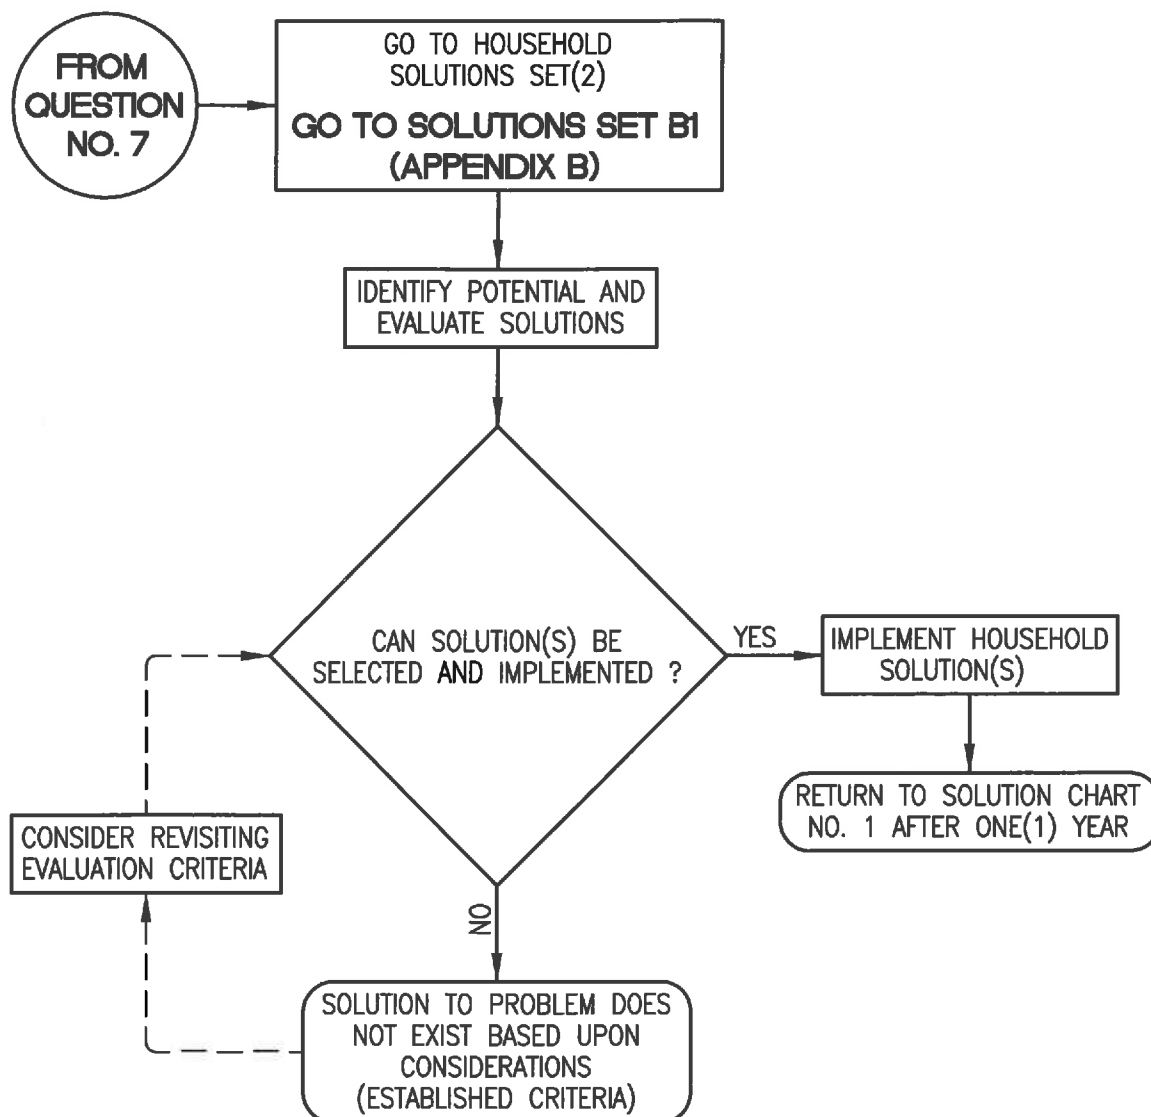 FROM
QUESTION
NO. 7
GO TO HOUSEHOLD
SOLUTIONS SET(2)
GO TO SOLUTIONS SET B1
(APPENDIX B)
IDENTIFY POTENTIAL AND
EVALUATE SOLUTIONS
CAN SOLUTION(S) BE
SELECTED AND IMPLEMENTED ?
YES
IMPLEMENT HOUSEHOLD
SOLUTION(S)
RETURN TO SOLUTION CHART
NO. 1 AFTER ONE(1) YEAR
CONSIDER REVISITING
EVALUATION CRITERIA
NO
SOLUTION TO PROBLEM DOES
NOT EXIST BASED UPON
CONSIDERATIONS
(ESTABLISHED CRITERIA)